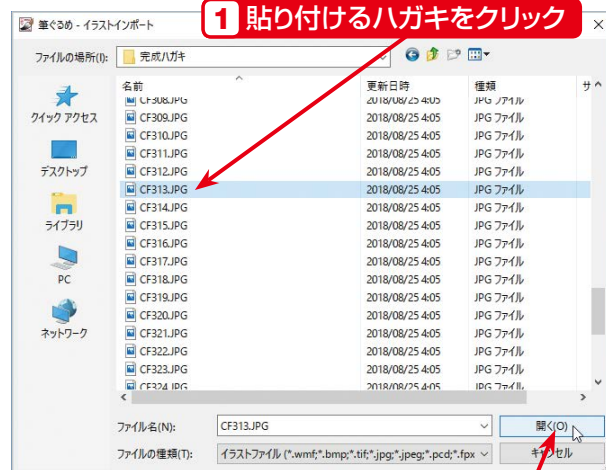 1 貼り付けるハガキをクリック
筆ぐるめ - イラストインポート
ファイルの場所(I): 完成ハガキ
名前 更新日時 種類 サ
CF308.JPG 2018/08/25 4:05 JPG ファイル
CF309.JPG 2018/08/25 4:05 JPG ファイル
CF310.JPG 2018/08/25 4:05 JPG ファイル
CF311.JPG 2018/08/25 4:05 JPG ファイル
CF312.JPG 2018/08/25 4:05 JPG ファイル
CF313.JPG 2018/08/25 4:05 JPG ファイル
CF314.JPG 2018/08/25 4:05 JPG ファイル
CF315.JPG 2018/08/25 4:05 JPG ファイル
CF316.JPG 2018/08/25 4:05 JPG ファイル
CF317.JPG 2018/08/25 4:05 JPG ファイル
CF318.JPG 2018/08/25 4:05 JPG ファイル
CF319.JPG 2018/08/25 4:05 JPG ファイル
CF320.JPG 2018/08/25 4:05 JPG ファイル
CF321.JPG 2018/08/25 4:05 JPG ファイル
CF322.JPG 2018/08/25 4:05 JPG ファイル
CF323.JPG 2018/08/25 4:05 JPG ファイル
CF324.JPG 2018/08/25 4:05 JPG ファイル
クイック アクセス
デスクトップ
ライブラリ
PC
ネットワーク
ファイル名(N): CF313.JPG 開く(O)
ファイルの種類(T): イラストファイル (*.wmf;*.bmp;*.tif;*.jpg;*.jpeg;*.pcd;*.fpx キャンセル